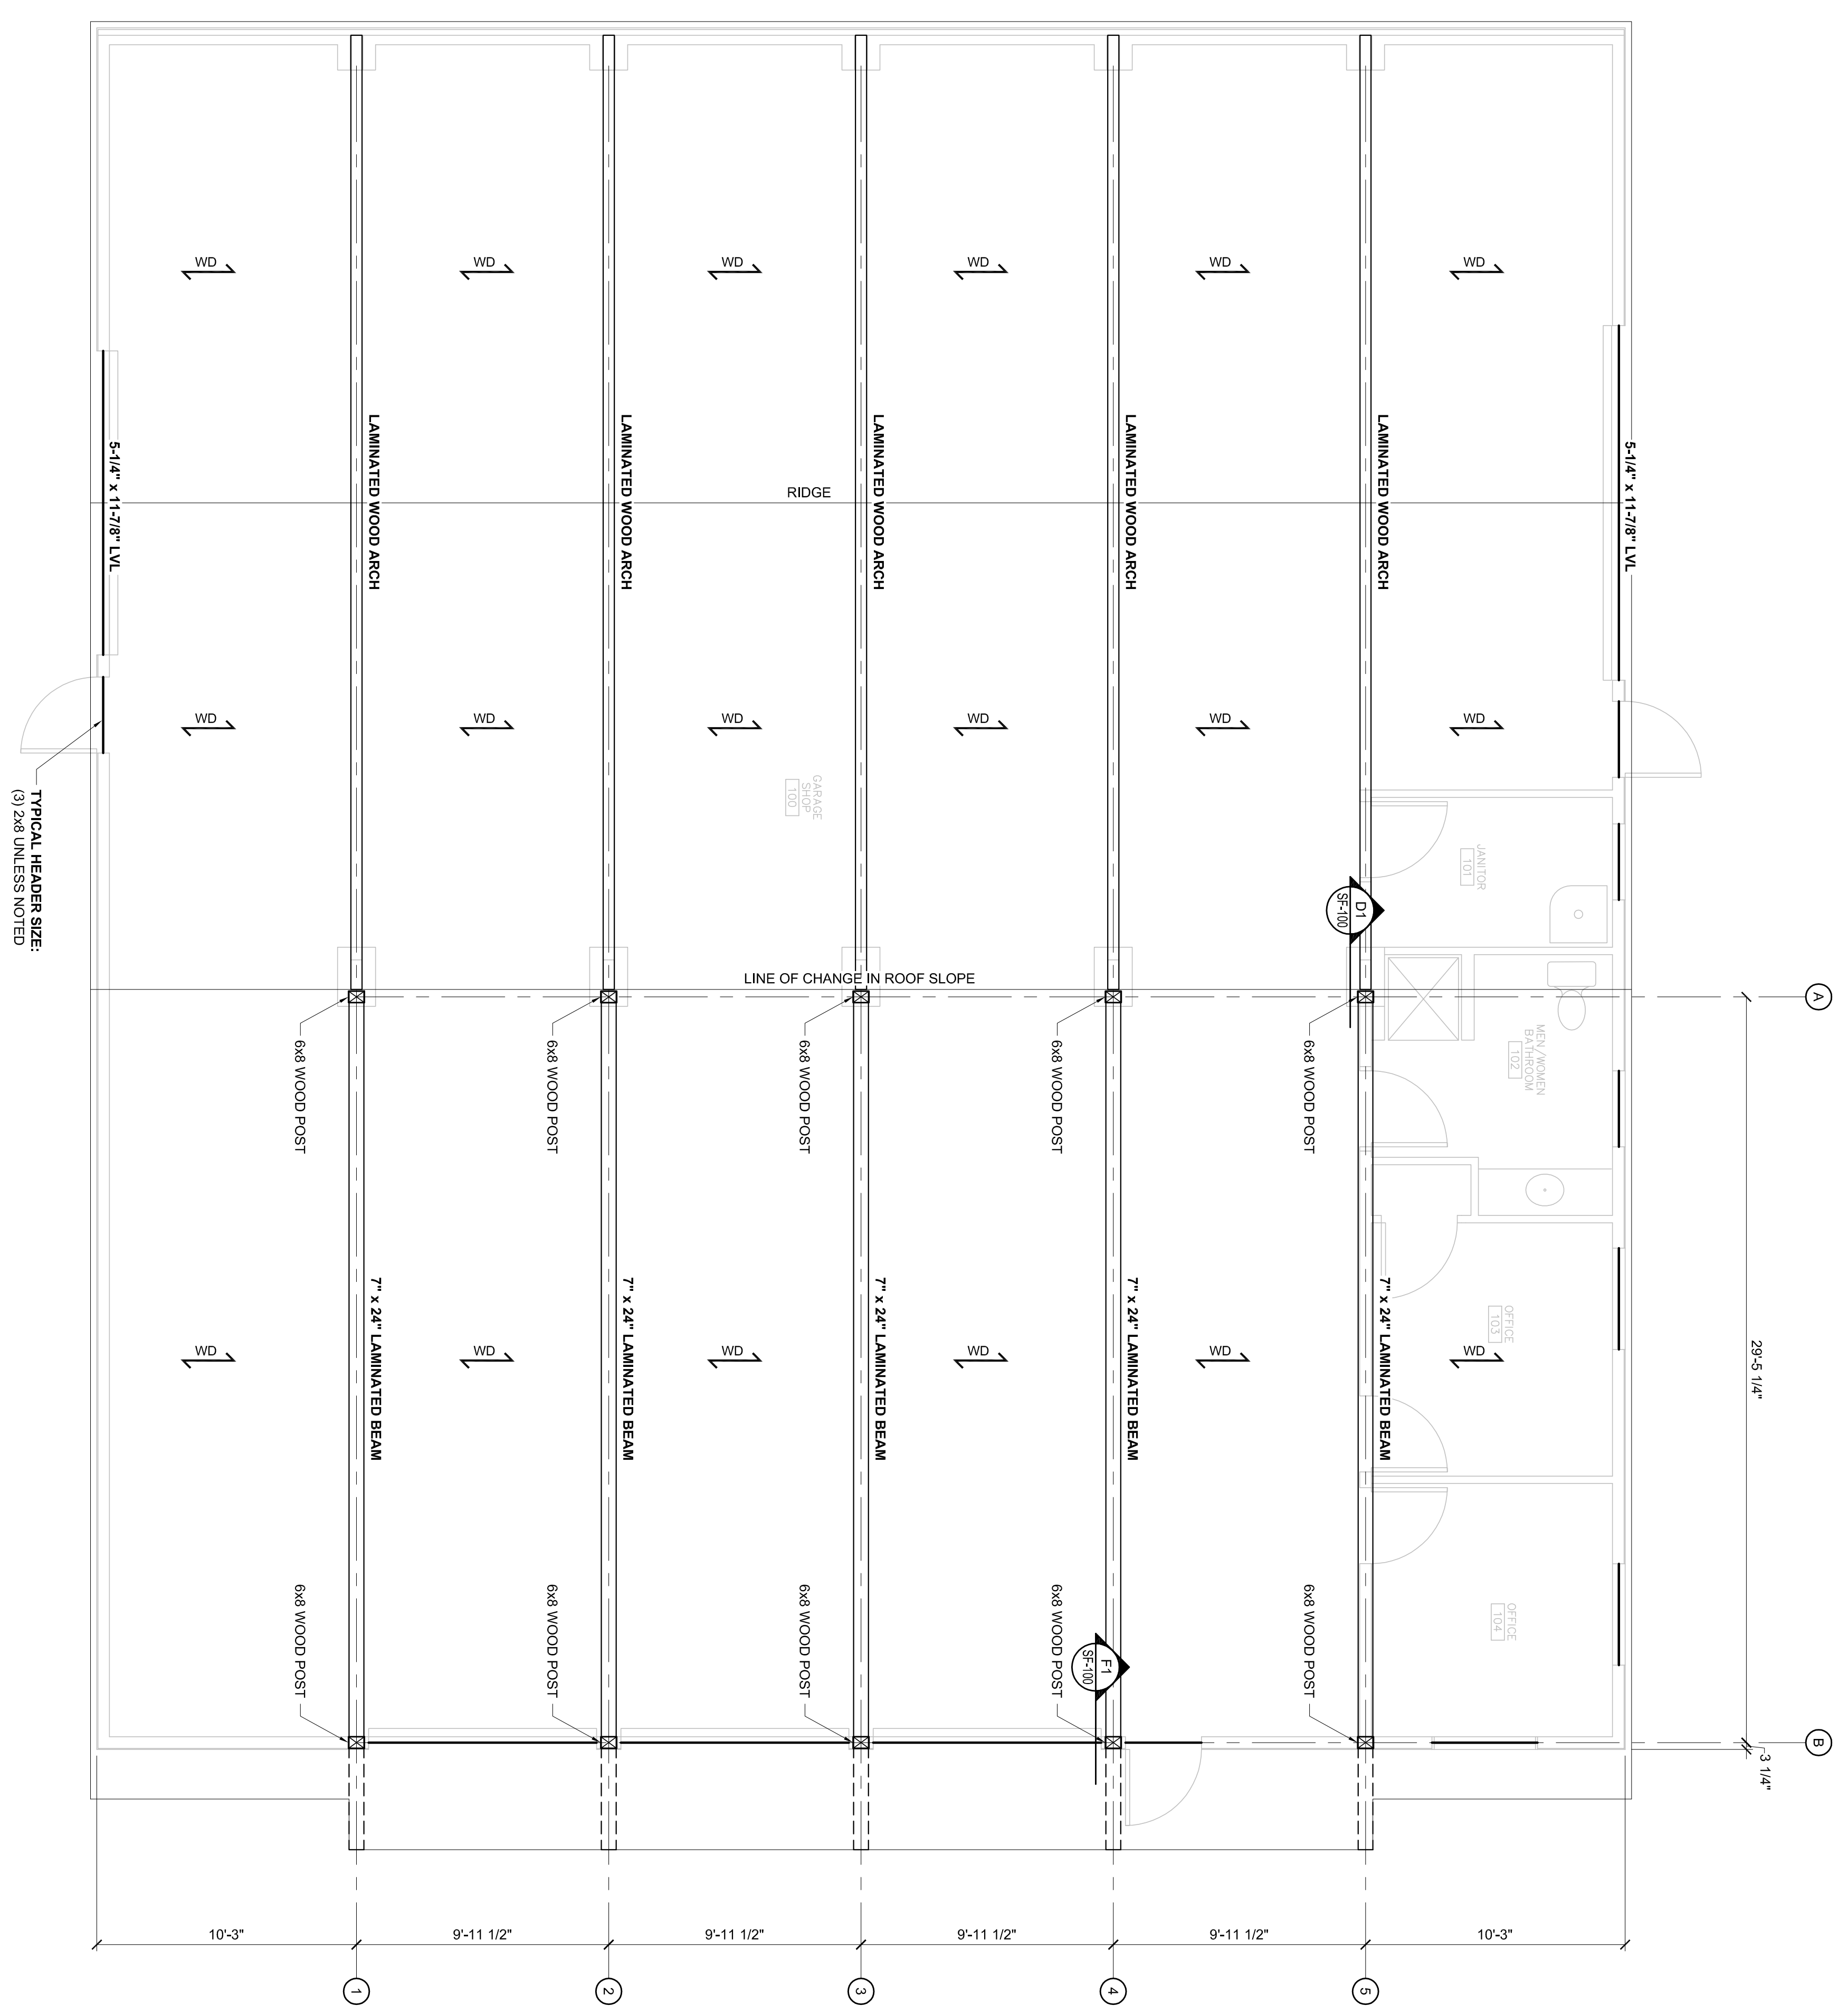 WD
WD
WD
WD
WD
WD
5-1/4" x 11-7/8" LVL
LAMINATED WOOD ARCH
LAMINATED WOOD ARCH
LAMINATED WOOD ARCH
LAMINATED WOOD ARCH
LAMINATED WOOD ARCH
5-1/4" x 11-7/8" LVL
RIDGE
WD
WD
WD
WD
WD
WD
TYPICAL HEADER SIZE:
(3) 2x8 UNLESS NOTED
GARAGE
SHOP
100
JANITOR
101
D1
SF-100
LINE OF CHANGE IN ROOF SLOPE
A
6x8 WOOD POST
6x8 WOOD POST
6x8 WOOD POST
6x8 WOOD POST
6x8 WOOD POST
MEN/WOMEN
BATHROOM
102
7" x 24" LAMINATED BEAM
7" x 24" LAMINATED BEAM
7" x 24" LAMINATED BEAM
7" x 24" LAMINATED BEAM
7" x 24" LAMINATED BEAM
OFFICE
103
29'-5 1/4"
WD
WD
WD
WD
WD
WD
6x8 WOOD POST
6x8 WOOD POST
6x8 WOOD POST
6x8 WOOD POST
6x8 WOOD POST
OFFICE
104
F1
SF-100
B
3 1/4"
10'-3"
9'-11 1/2"
9'-11 1/2"
9'-11 1/2"
9'-11 1/2"
10'-3"
1
2
3
4
5